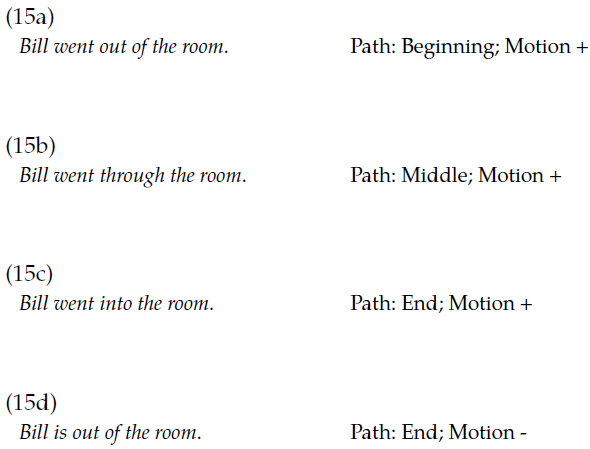 (15a)
Bill went out of the room. Path: Beginning; Motion +
(15b)
Bill went through the room. Path: Middle; Motion +
(15c)
Bill went into the room. Path: End; Motion +
(15d)
Bill is out of the room. Path: End; Motion -